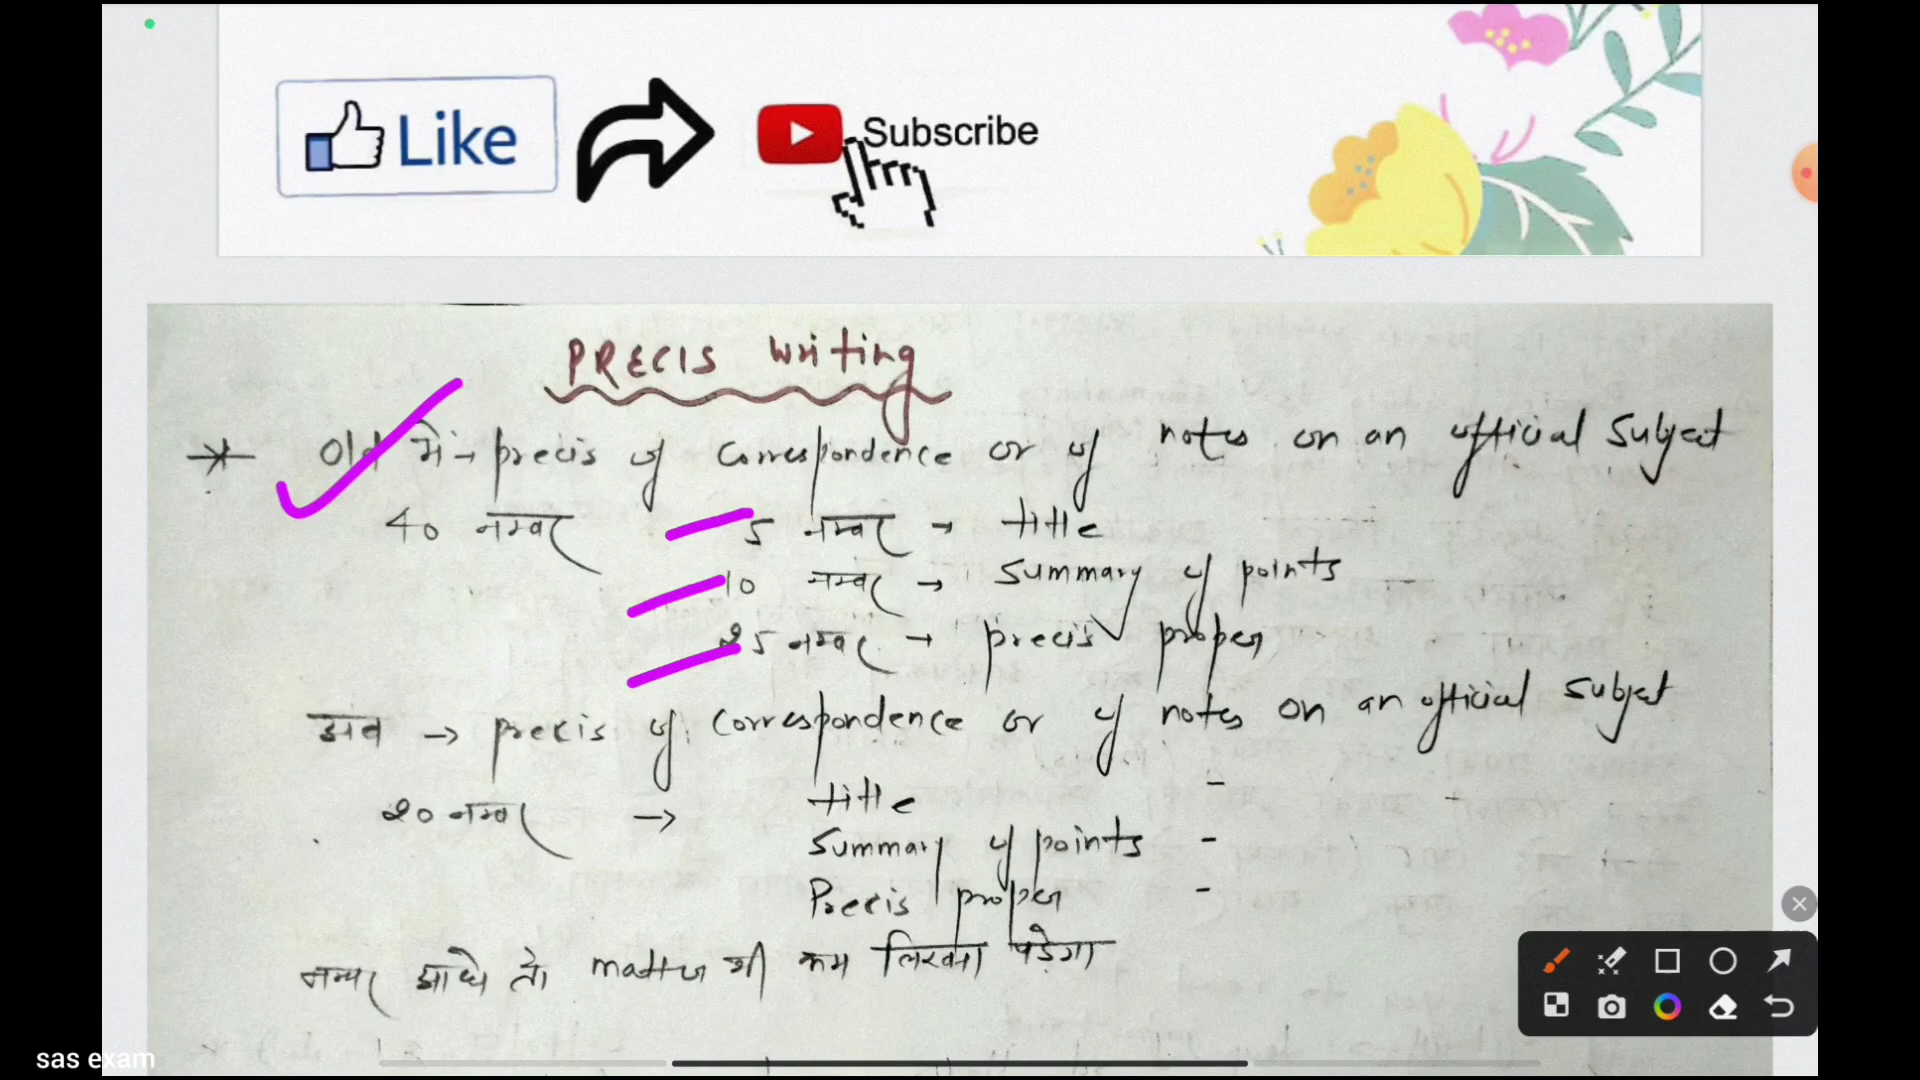 Like Subscribe
PRECIS writing
Old में → precis of correspondence or of notes on an official subject
40 नम्बर 5 नम्बर → title
10 नम्बर → Summary of points
२5 नम्बर → precis proper
अब → precis of correspondence or of notes on an official subject
२0 नम्बर → title -
Summary of points -
Precis proper -
नम्बर आधे तो matter भी कम लिखना पड़ेगा
sas exam